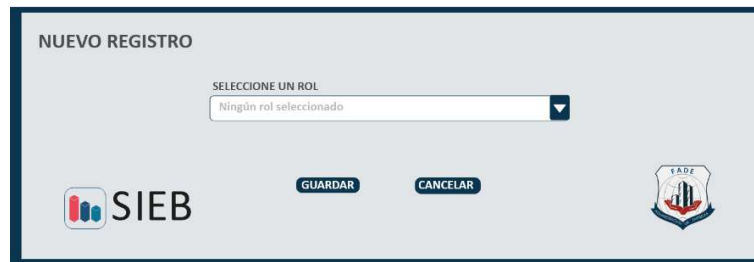 NUEVO REGISTRO
SELECCIONE UN ROL
Ningún rol seleccionado
GUARDAR
CANCELAR
SIEB
FADE